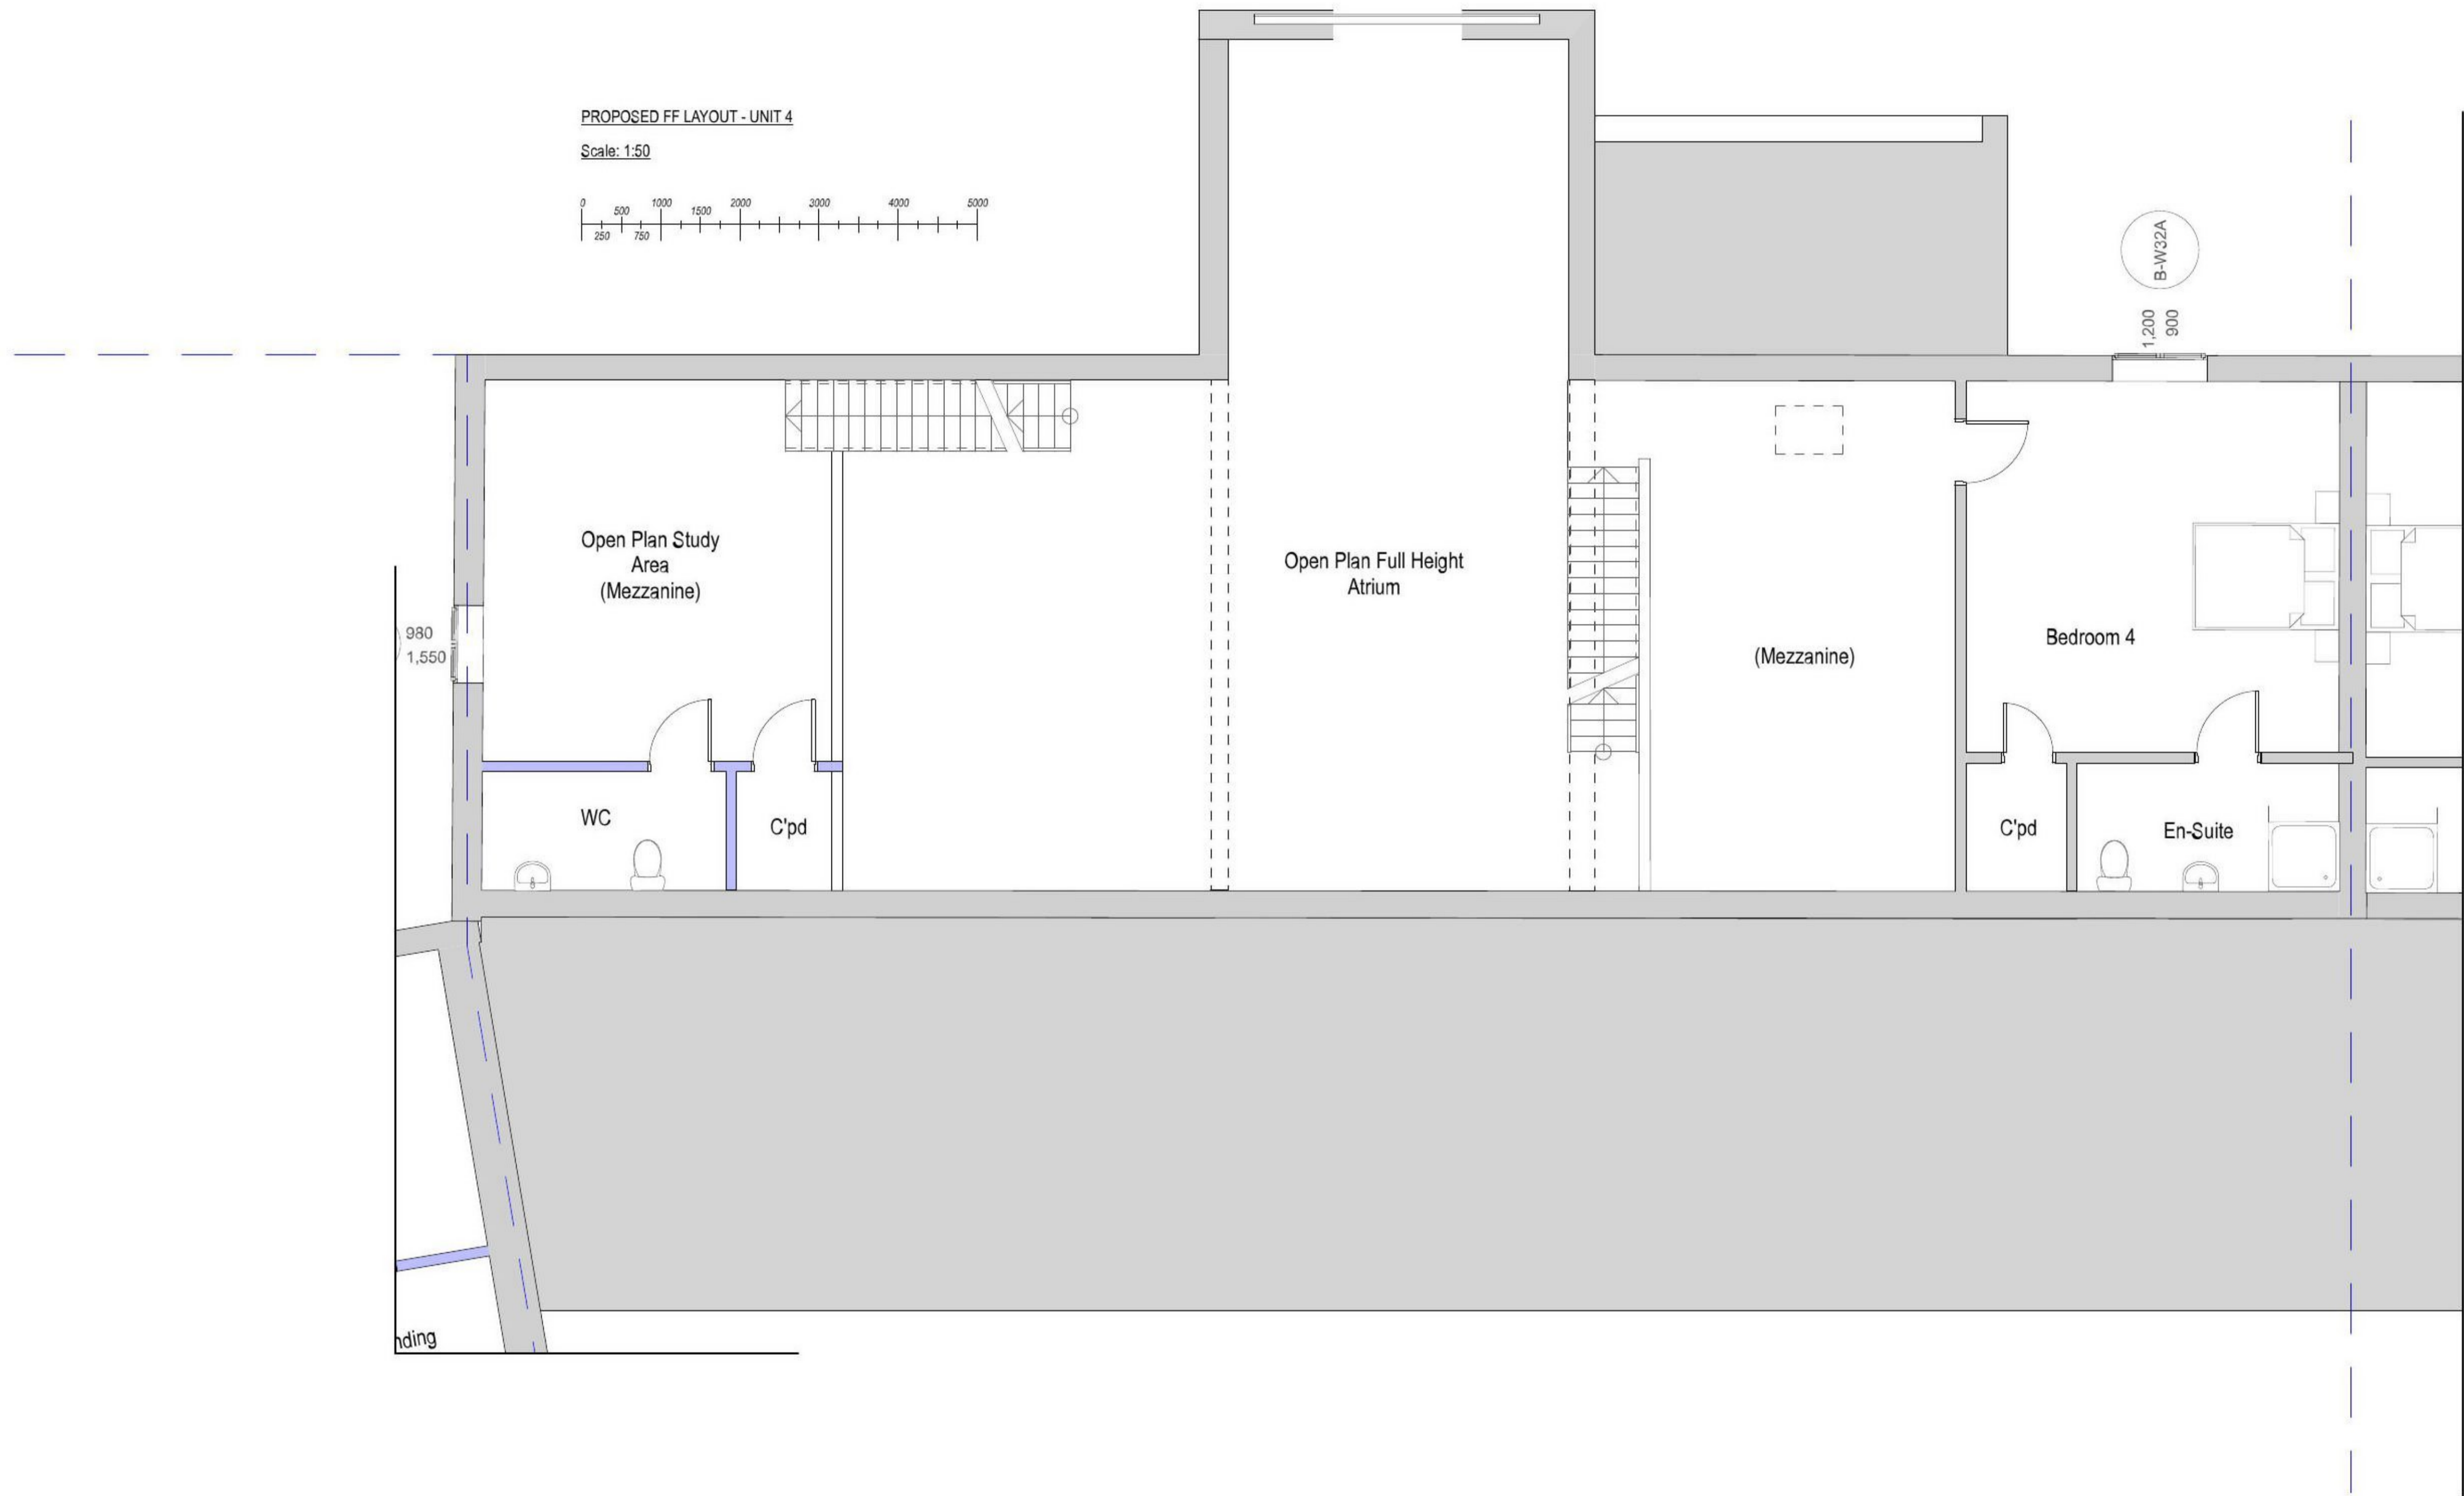 PROPOSED FF LAYOUT - UNIT 4
Scale: 1:50
0
500
1000
1500
2000
3000
4000
5000
250
750
B-W32A
1,200
900
Open Plan Study
Area
(Mezzanine)
Open Plan Full Height
Atrium
980
1,550
(Mezzanine)
Bedroom 4
WC
C'pd
C'pd
En-Suite
nding